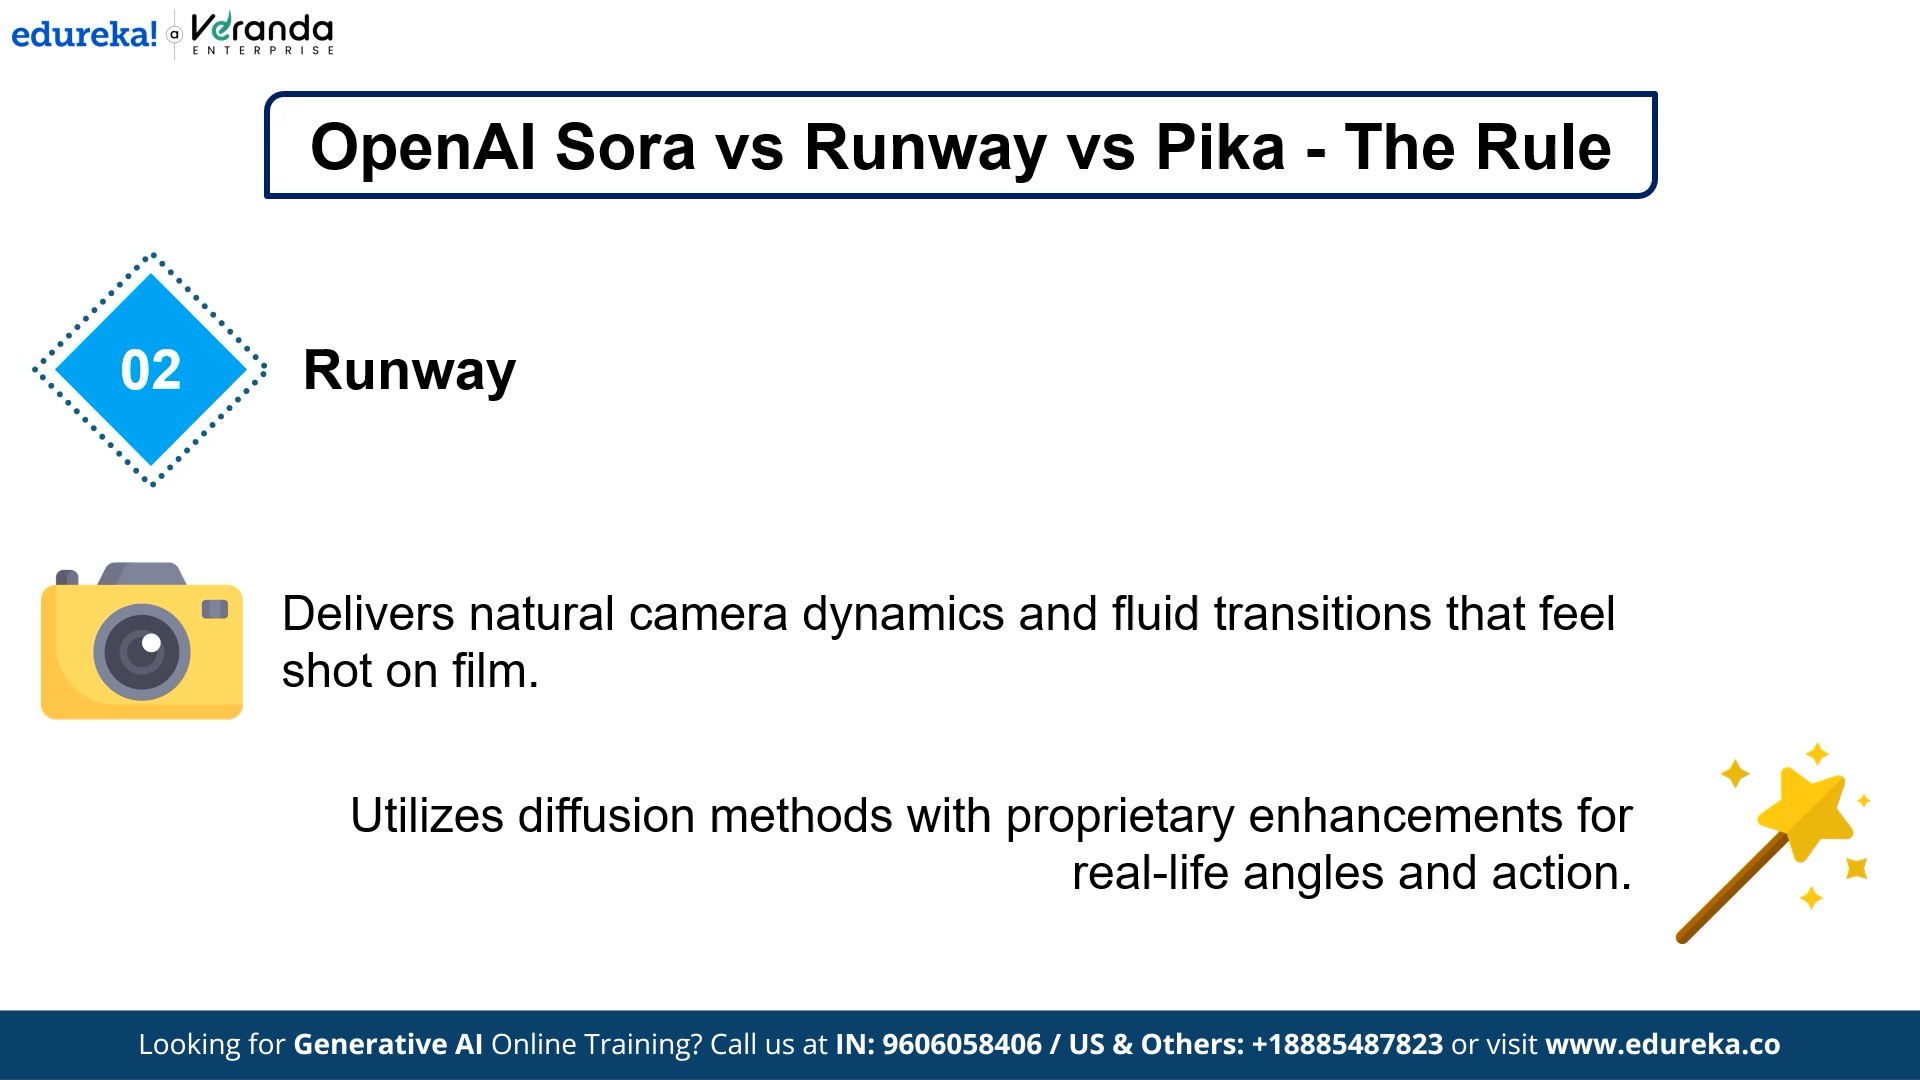 edureka! a Veranda
ENTERPRISE
OpenAI Sora vs Runway vs Pika - The Rule
02
Runway
Delivers natural camera dynamics and fluid transitions that feel
shot on film.
Utilizes diffusion methods with proprietary enhancements for
real-life angles and action.
Looking for Generative AI Online Training? Call us at IN: 9606058406 / US & Others: +18885487823 or visit www.edureka.co